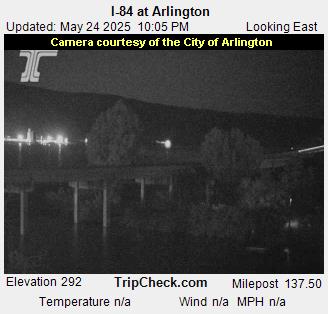 I-84 at Arlington
Updated: May 24 2025 10:05 PM Looking East
Camera courtesy of the City of Arlington
Elevation 292 TripCheck.com Milepost 137.50
Temperature n/a Wind n/a MPH n/a